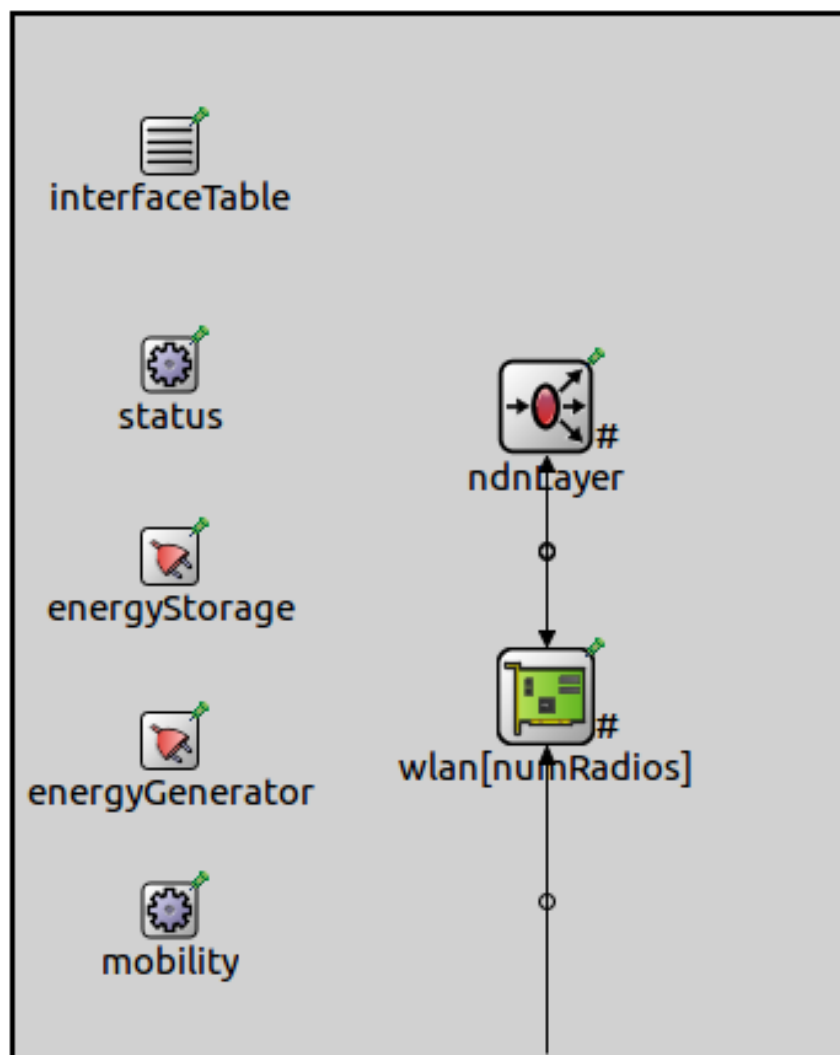 interfaceTable
status
#
ndnLayer
energyStorage
#
wlan[numRadios]
energyGenerator
mobility